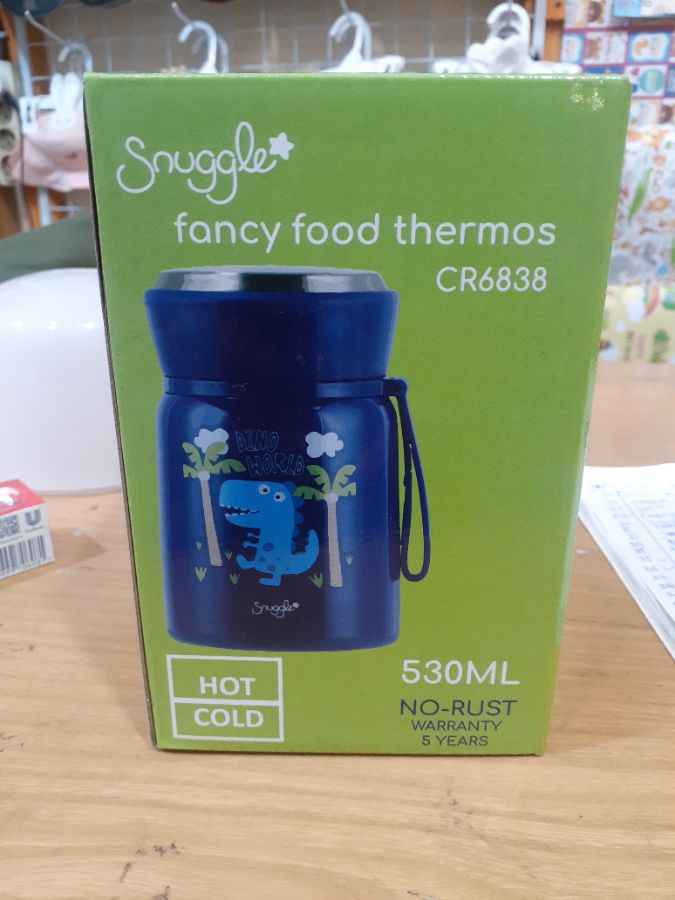 Snuggle
fancy food thermos
CR6838
DINO
WORLD
Snuggle
HOT
COLD
530ML
NO-RUST
WARRANTY
5 YEARS